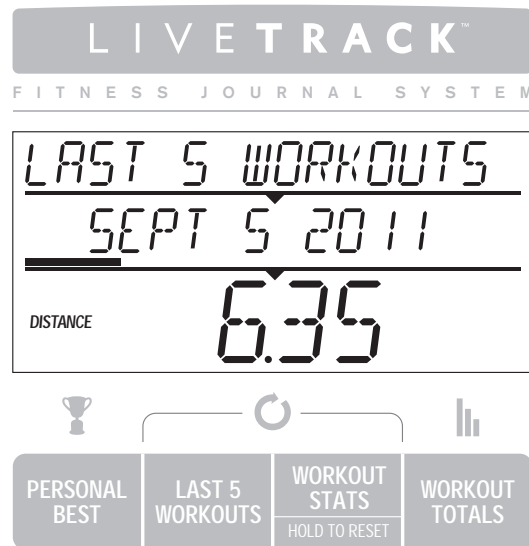 LIVETRACK™
FITNESS JOURNAL SYSTEM
LAST 5 WORKOUTS
SEPT 5 2011
DISTANCE 6.35
PERSONAL BEST
LAST 5 WORKOUTS
WORKOUT STATS
HOLD TO RESET
WORKOUT TOTALS